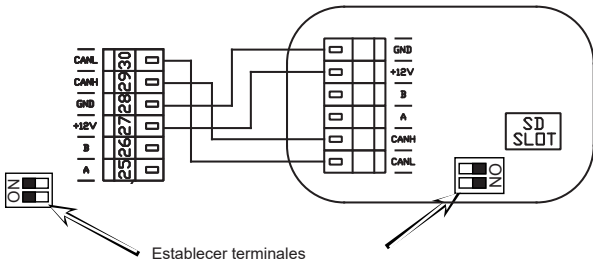 CANL 30
CANH 29
GND 28
+12V 27
B 26
A 25
GND
+12V
B
A
CANH
CANL
SD
SLOT
ON
ON
Establecer terminales